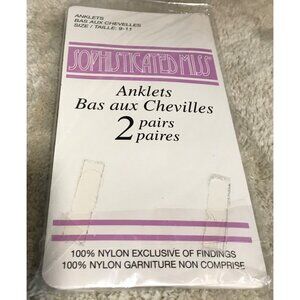 ANKLETS
BAS AUX CHEVELLES
SIZE / TAILLE: 9-11
SOPHISTICATED MISS
Anklets
Bas aux Chevilles
2 pairs
paires
100% NYLON EXCLUSIVE OF FINDINGS
100% NYLON GARNITURE NON COMPRISE